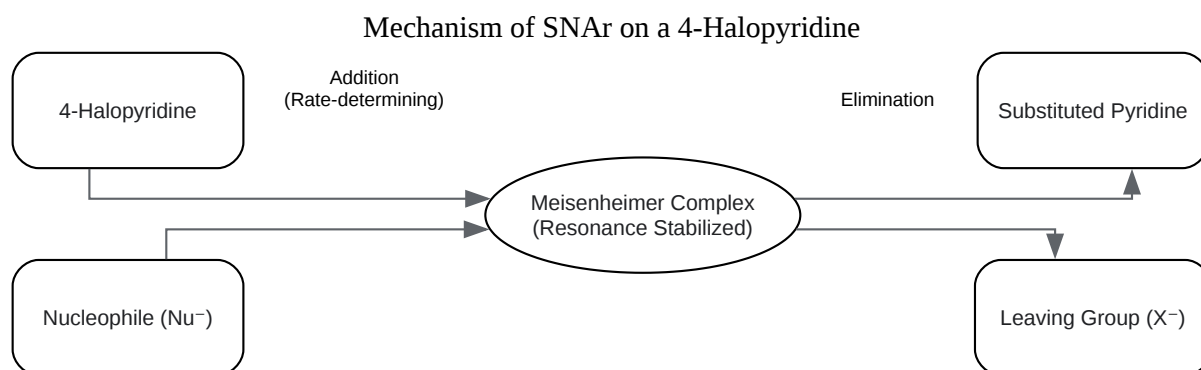 Mechanism of SNAr on a 4-Halopyridine
4-Halopyridine
Addition
(Rate-determining)
Elimination
Substituted Pyridine
Meisenheimer Complex
(Resonance Stabilized)
Nucleophile (Nu⁻)
Leaving Group (X⁻)